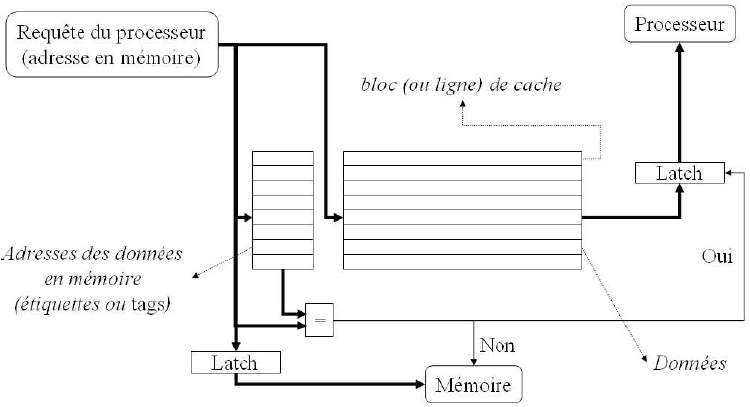 Requête du processeur
(adresse en mémoire)
Processeur
bloc (ou ligne) de cache
Latch
Adresses des données
en mémoire
(étiquettes ou tags)
Oui
=
Non
Latch
Mémoire
Données